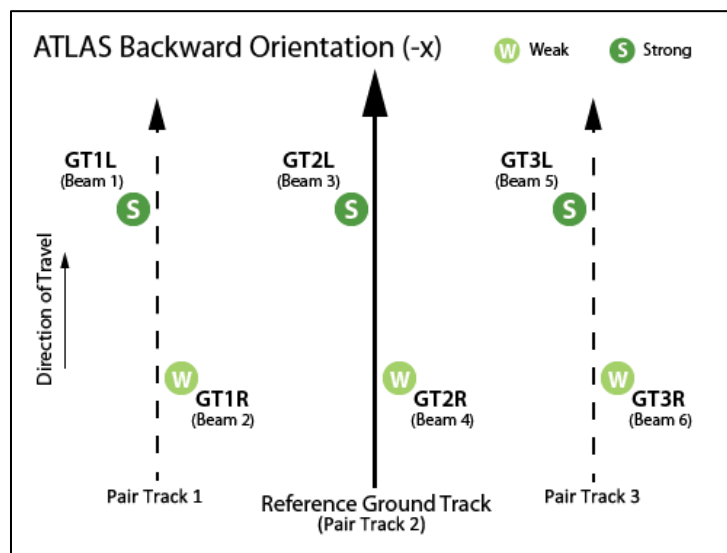 ATLAS Backward Orientation (-x)
W Weak
S Strong
GT1L
(Beam 1)
S
GT2L
(Beam 3)
S
GT3L
(Beam 5)
S
Direction of Travel
W
GT1R
(Beam 2)
W
GT2R
(Beam 4)
W
GT3R
(Beam 6)
Pair Track 1
Reference Ground Track
(Pair Track 2)
Pair Track 3